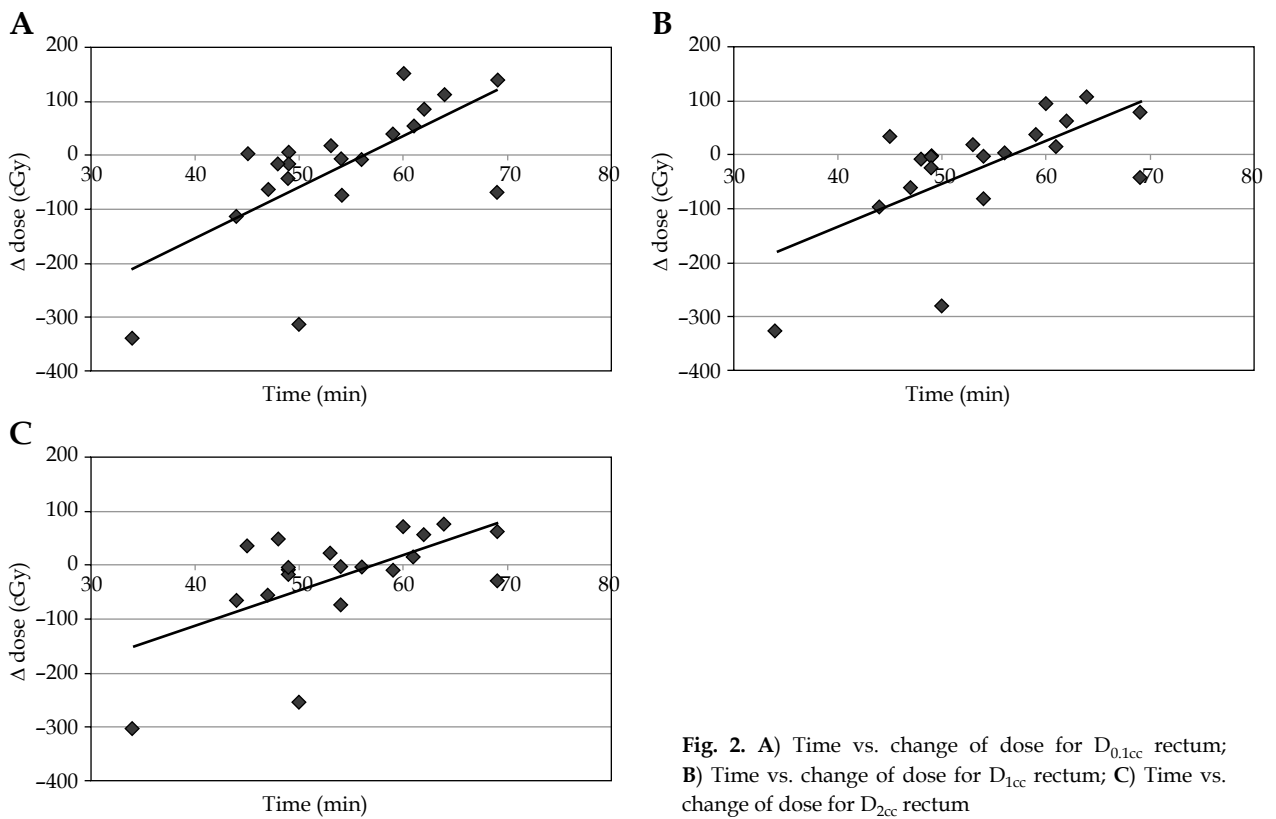 A
Δ dose (cGy)
200
100
0
–100
–200
–300
–400
30 40 50 60 70 80
Time (min)
B
Δ dose (cGy)
200
100
0
–100
–200
–300
–400
30 40 50 60 70 80
Time (min)
C
Δ dose (cGy)
200
100
0
–100
–200
–300
–400
30 40 50 60 70 80
Time (min)
Fig. 2. A) Time vs. change of dose for D0.1cc rectum;
B) Time vs. change of dose for D1cc rectum; C) Time vs.
change of dose for D2cc rectum